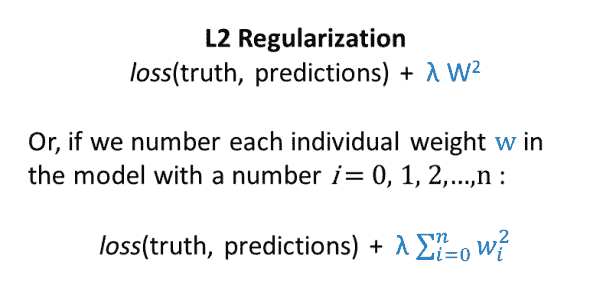 L2 Regularization
loss(truth, predictions) + λ W²
Or, if we number each individual weight w in
the model with a number i = 0, 1, 2,...,n :
loss(truth, predictions) + λ ∑ⁿᵢ₌₀ wᵢ²